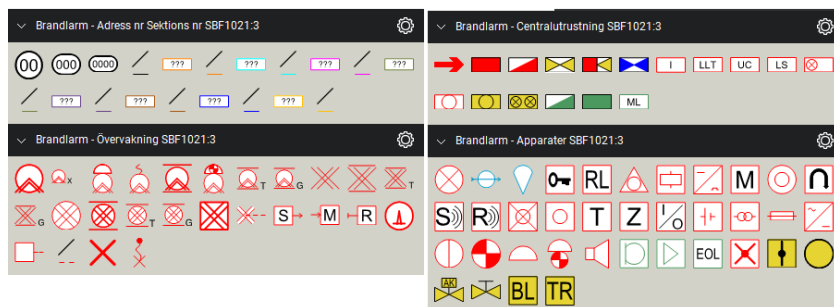 Brandlarm - Adress nr Sektions nr SBF1021:3
00 000 0000 ??? ??? ??? ???
??? ??? ??? ???
Brandlarm - Övervakning SBF1021:3
X T G T
G T G S M R
Brandlarm - Centralutrustning SBF1021:3
I LLT UC LS
ML
Brandlarm - Apparater SBF1021:3
RL M
S R T Z I/O
EOL
AK BL TR